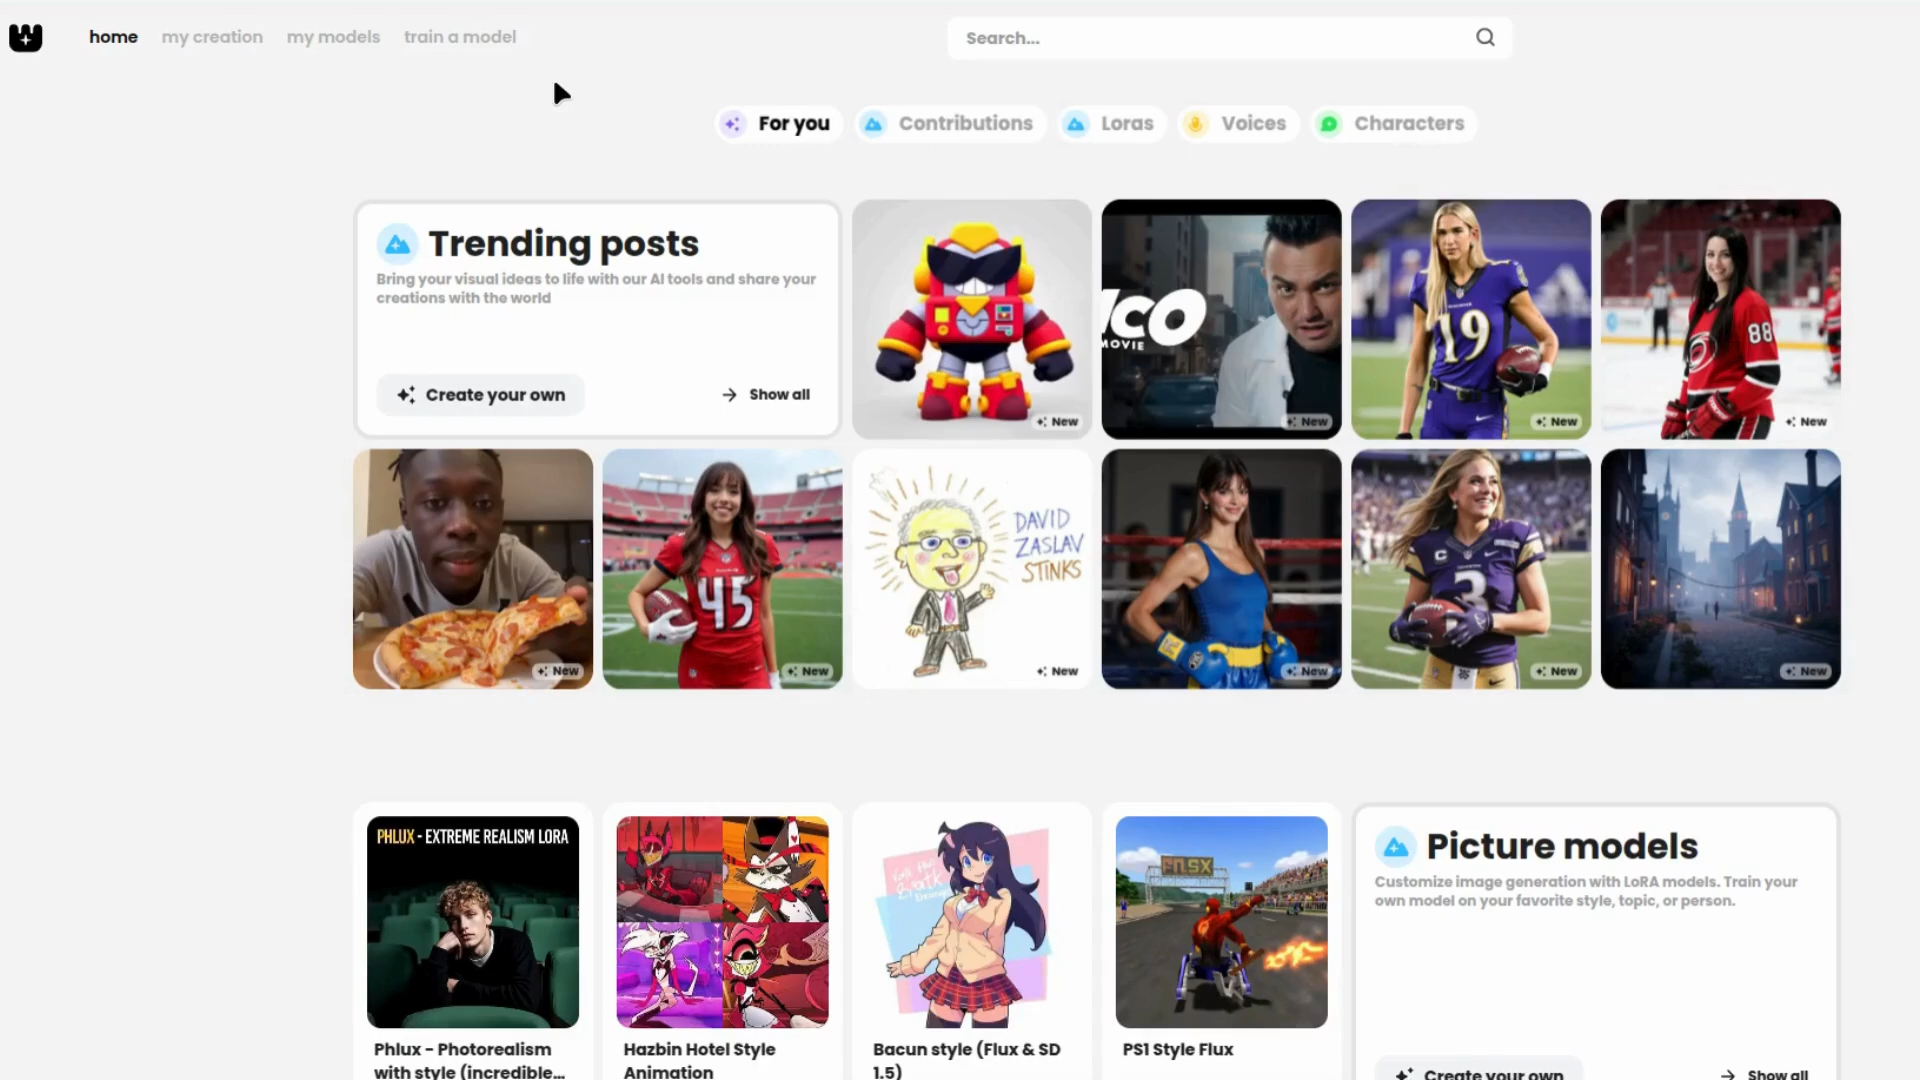 home my creation my models train a model Search...
For you Contributions Loras Voices Characters
Trending posts
Bring your visual ideas to life with our AI tools and share your
creations with the world
Create your own Show all
ICO
MOVIE
19
88
New New New New
45
DAVID
ZASLAV
STINKS
C
3
New New New New New New
PHLUX - EXTREME REALISM LORA
Picture models
Customize image generation with LoRA models. Train your
own model on your favorite style, topic, or person.
Phlux - Photorealism
with style (incredible...
Hazbin Hotel Style
Animation
Bacun style (Flux & SD
1.5)
PS1 Style Flux
Create your own Show all